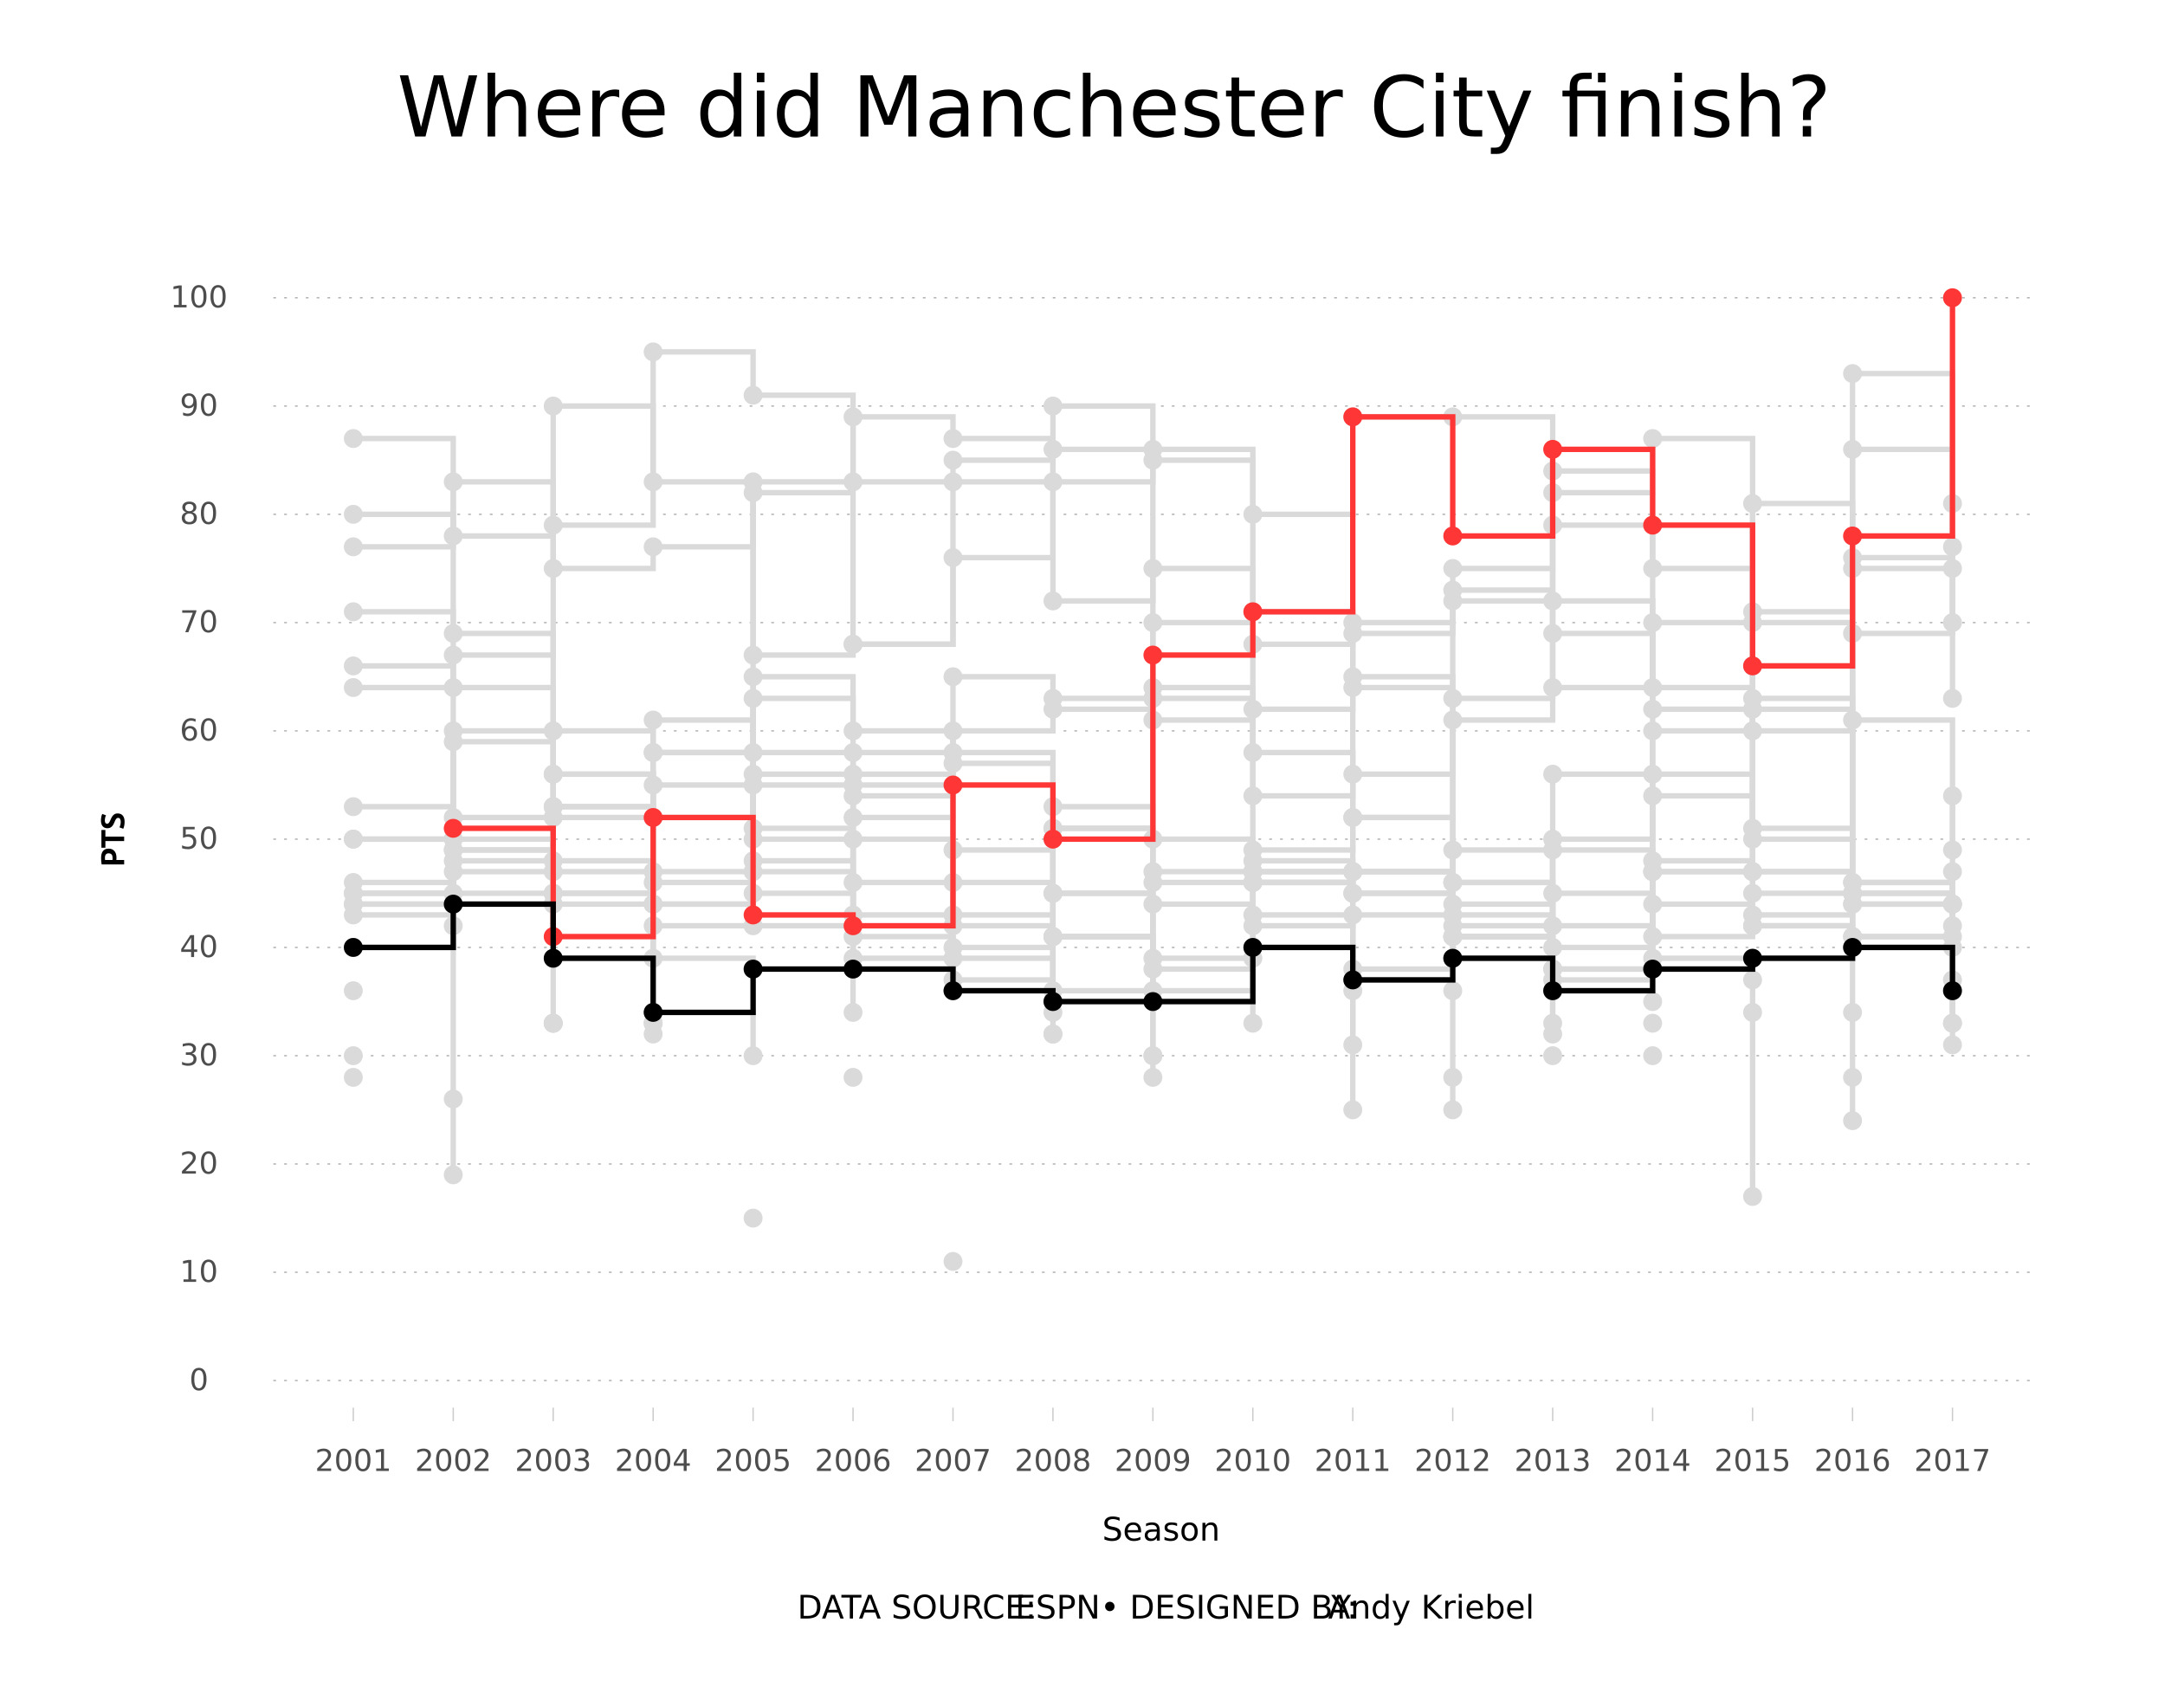 Where did Manchester City finish?
100
90
80
70
60
50
40
30
20
10
0
PTS
2001 2002 2003 2004 2005 2006 2007 2008 2009 2010 2011 2012 2013 2014 2015 2016 2017
Season
DATA SOURCE: ESPN • DESIGNED BY: Andy Kriebel